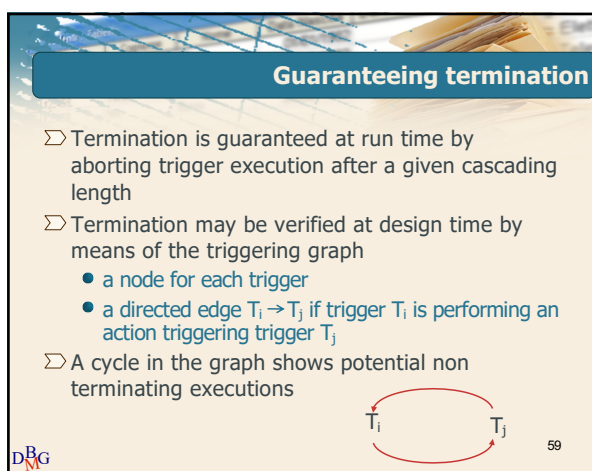 Guaranteeing termination
Termination is guaranteed at run time by
aborting trigger execution after a given cascading
length
Termination may be verified at design time by
means of the triggering graph
a node for each trigger
a directed edge Ti → Tj if trigger Ti is performing an
action triggering trigger Tj
A cycle in the graph shows potential non
terminating executions
Ti Tj
59
DBMG